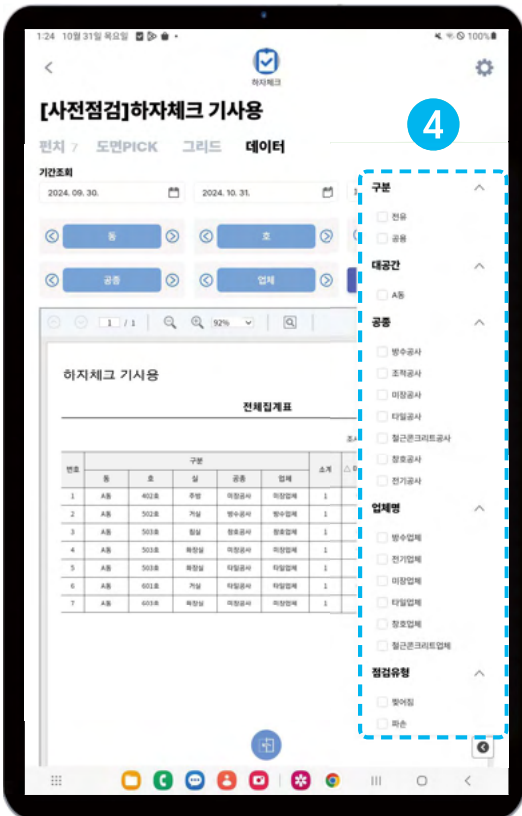 1:24 10월 31일 목요일
100%
하자체크
[사전점검]하자체크 기사용
4
펀치 7 도면PICK 그리드 데이터
기간조회
2024. 09. 30. 2024. 10. 31.
동 호
공종 업체
1 / 1 92%
하지체크 기사용
전체집계표
번호 구분 소계
동 호 실 공종 업체
1 A동 402호 주방 미장공사 미장업체 1
2 A동 502호 거실 방수공사 방수업체 1
3 A동 503호 침실 창호공사 창호업체 1
4 A동 503호 화장실 미장공사 미장업체 1
5 A동 503호 화장실 타일공사 타일업체 1
6 A동 601호 거실 타일공사 타일업체 1
7 A동 603호 화장실 미장공사 미장업체 1
구분
전유
공용
대공간
A동
공종
방수공사
조적공사
미장공사
타일공사
철근콘크리트공사
창호공사
전기공사
업체명
방수업체
전기업체
미장업체
타일업체
창호업체
철근콘크리트업체
점검유형
찢어짐
파손